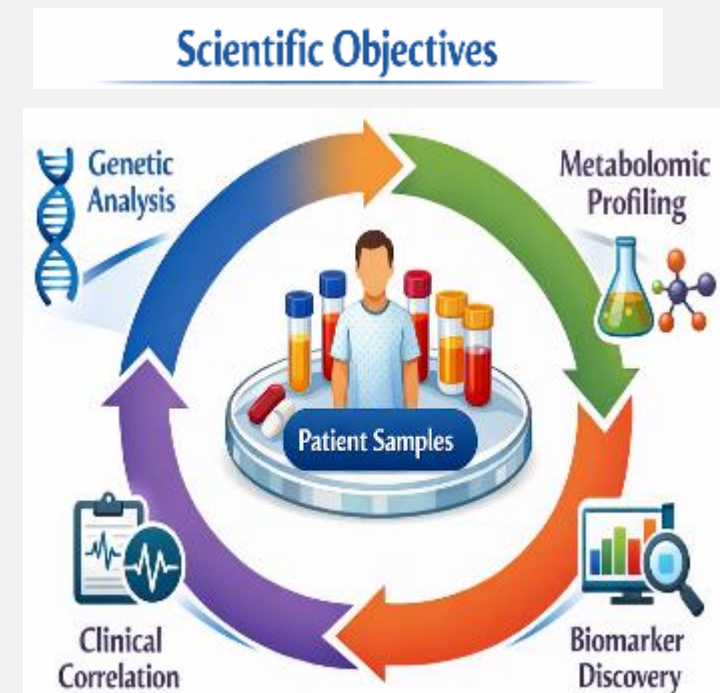 Scientific Objectives
Genetic
Analysis
Metabolomic
Profiling
Patient Samples
Clinical
Correlation
Biomarker
Discovery